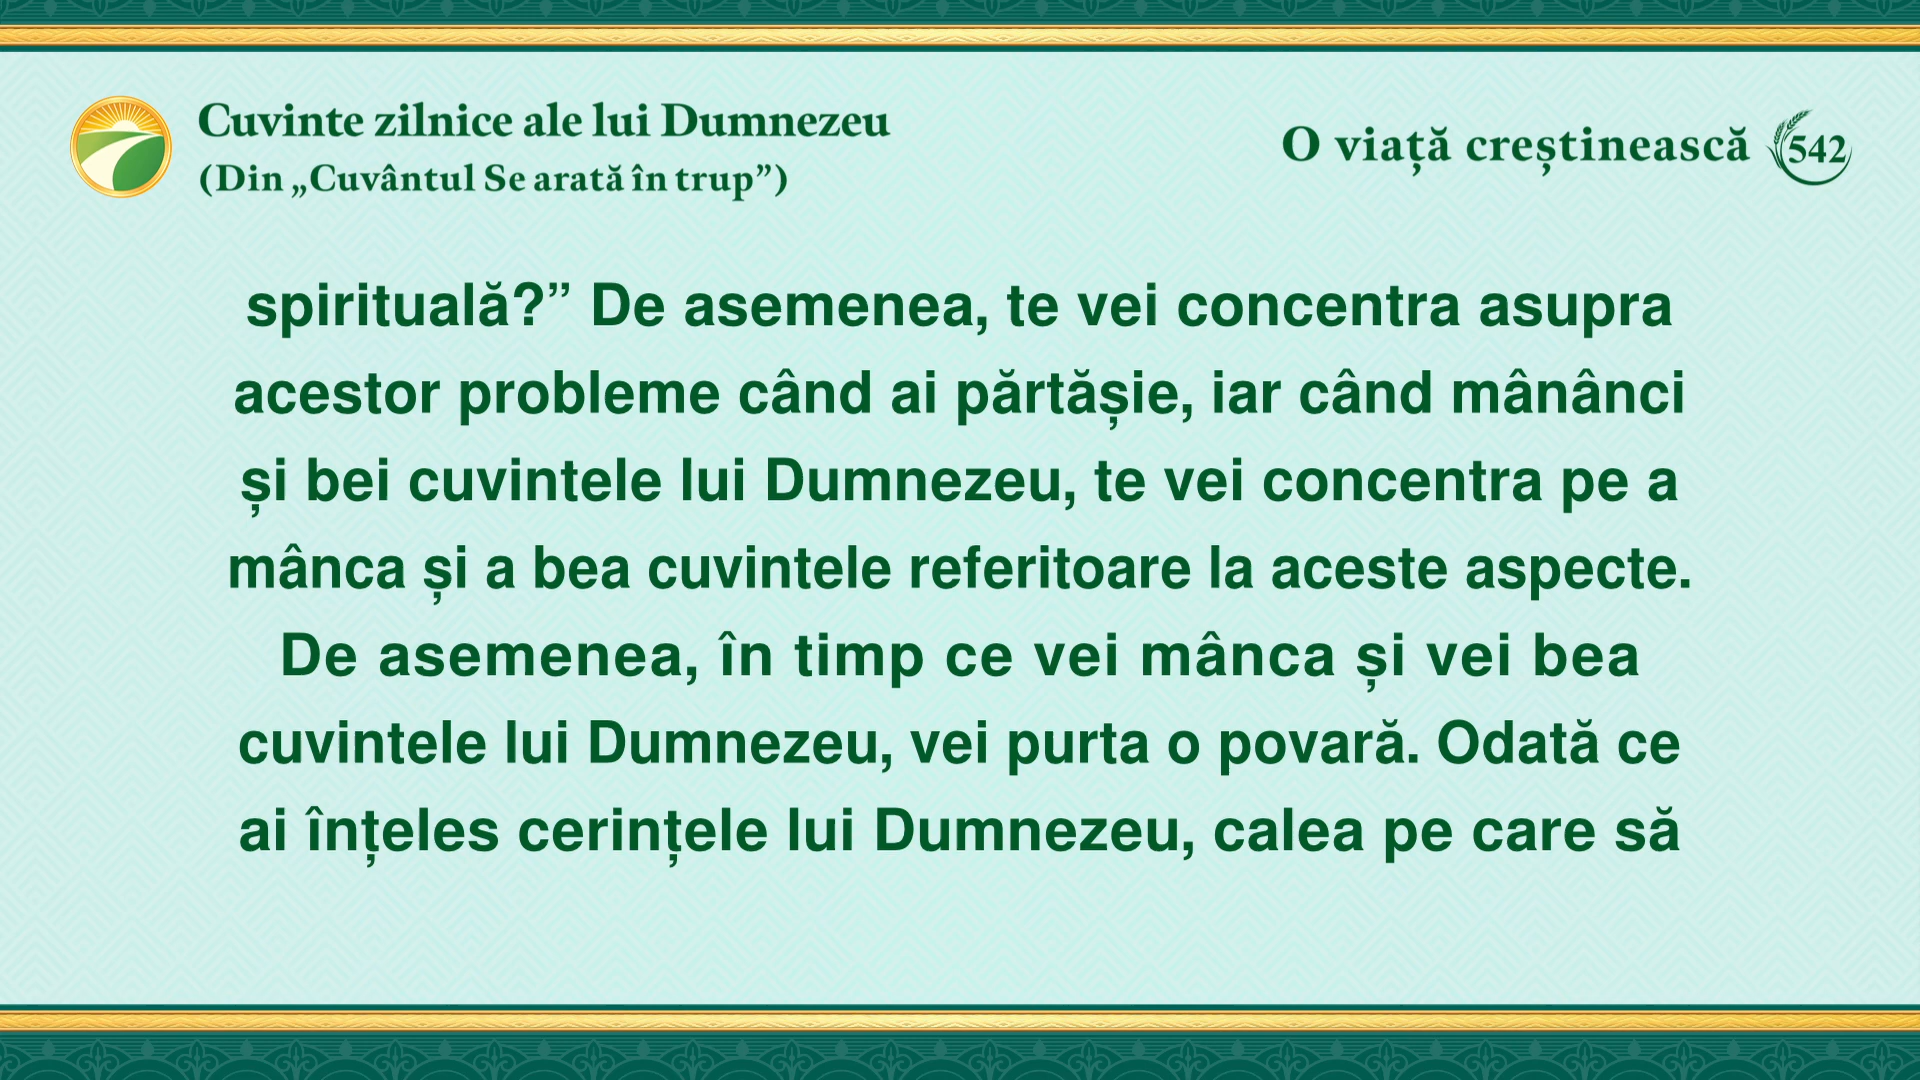 Cuvinte zilnice ale lui Dumnezeu
(Din „Cuvântul Se arată în trup”)
O viață creștinească 542
spirituală?” De asemenea, te vei concentra asupra
acestor probleme când ai părtășie, iar când mânânci
și bei cuvintele lui Dumnezeu, te vei concentra pe a
mânca și a bea cuvintele referitoare la aceste aspecte.
De asemenea, în timp ce vei mânca și vei bea
cuvintele lui Dumnezeu, vei purta o povară. Odată ce
ai înțeles cerințele lui Dumnezeu, calea pe care să